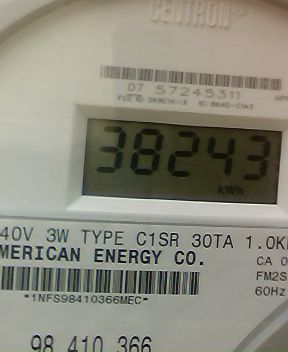 CENTRON
07 57245311
38243
kWh
40V 3W TYPE C1SR 30TA 1.0K
MERICAN ENERGY CO.
CA 0
FM2S
60Hz
*1NFS98410366MEC*
98 410 366